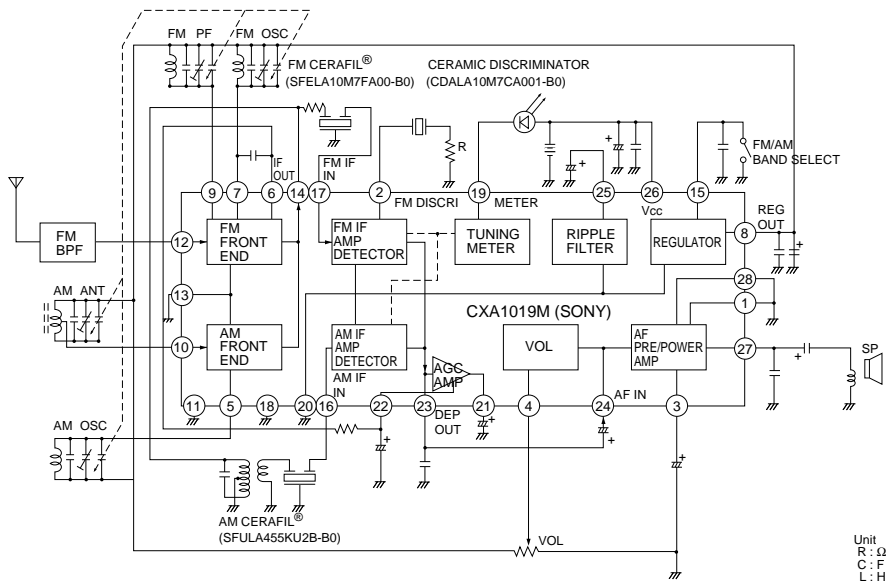 FM PF FM OSC
FM CERAFIL®
(SFELA10M7FA00-B0)
CERAMIC DISCRIMINATOR
(CDALA10M7CA001-B0)
R
FM/AM
BAND SELECT
IF
OUT
FM IF
IN
9 7 6 14 17 2 19 25 26 15
FM DISCRI METER
Vcc
REG
OUT
8
FM
BPF
12
FM
FRONT
END
FM IF
AMP
DETECTOR
TUNING
METER
RIPPLE
FILTER
REGULATOR
28
13
1
AM ANT
CXA1019M (SONY)
10
AM
FRONT
END
AM IF
AMP
DETECTOR
VOL
AF
PRE/POWER
AMP
27
SP
AM IF
IN
AGC
AMP
AF IN
11 5 18 20 16 22 23 21 4 24 3
DEP
OUT
AM OSC
AM CERAFIL®
(SFULA455KU2B-B0)
VOL
Unit
R : Ω
C : F
L : H